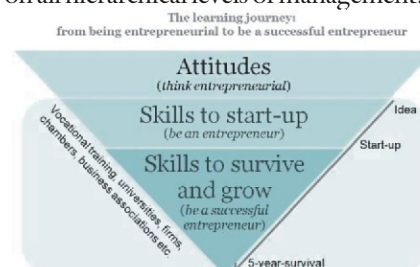 on all hierarchical levels of management.
The learning journey:
from being entrepreneurial to be a successful entrepreneur
Attitudes
(think entrepreneurial)
Skills to start-up
(be an entrepreneur)
Skills to survive
and grow
(be a successful
entrepreneur)
Idea
Start-up
5-year-survival
Vocational training, universities, firms,
chambers, business associations etc.